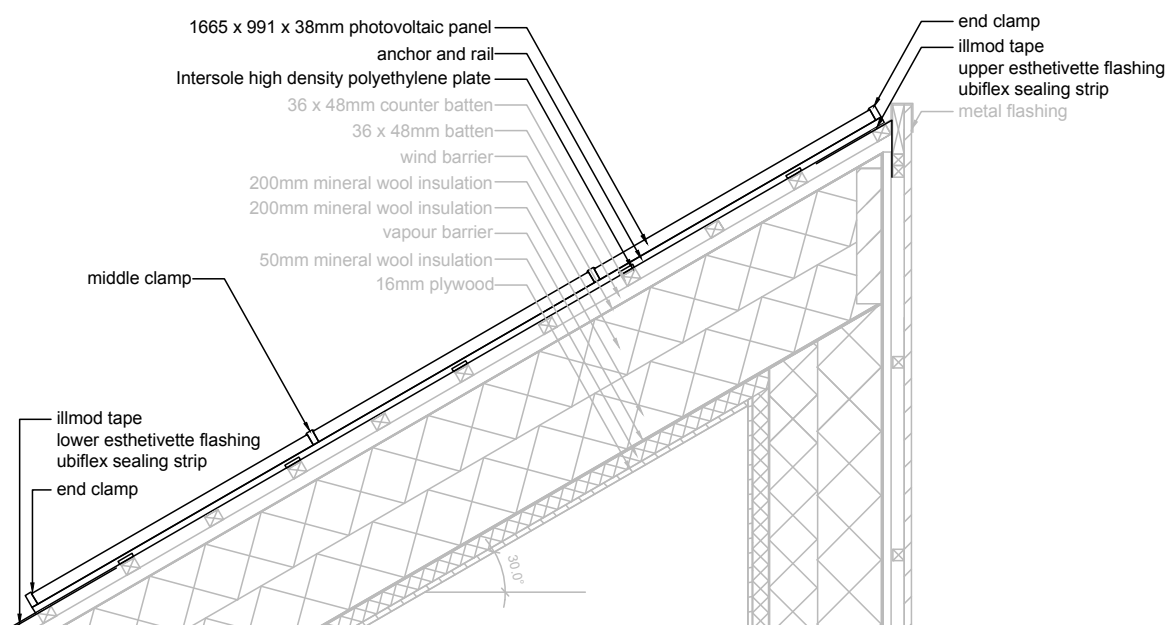 1665 x 991 x 38mm photovoltaic panel
anchor and rail
Intersole high density polyethylene plate
36 x 48mm counter batten
36 x 48mm batten
wind barrier
200mm mineral wool insulation
200mm mineral wool insulation
vapour barrier
50mm mineral wool insulation
16mm plywood
end clamp
illmod tape
upper esthetivette flashing
ubiflex sealing strip
metal flashing
middle clamp
illmod tape
lower esthetivette flashing
ubiflex sealing strip
end clamp
30.0°